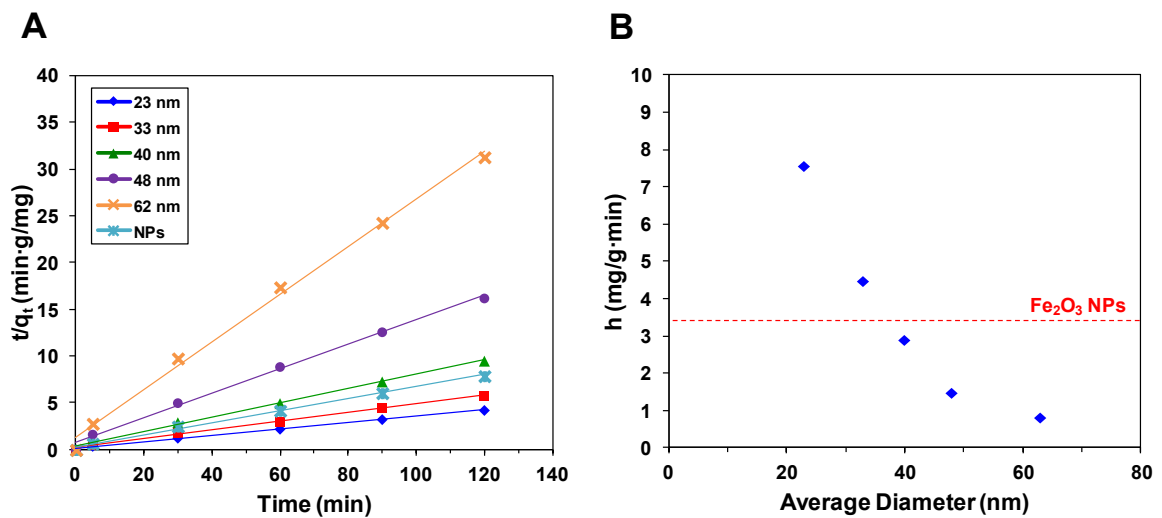 A
40
35
30
25
20
15
10
5
0
t/qₜ (min·g/mg)
23 nm
33 nm
40 nm
48 nm
62 nm
NPs
0 20 40 60 80 100 120 140
Time (min)
B
10
9
8
7
6
5
4
3
2
1
0
h (mg/g·min)
Fe₂O₃ NPs
0 20 40 60 80
Average Diameter (nm)